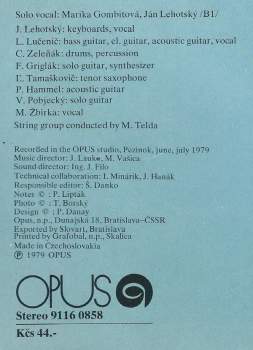 Solo vocal: Marika Gombitová, Ján Lehotský /B1/
J. Lehotský: keyboards, vocal
L. Lučenič: bass guitar, el. guitar, acoustic guitar, vocal
C. Zeleňák: drums, percussion
F. Griglák: solo guitar, synthesizer
Ľ. Tamaškovič: tenor saxophone
P. Hammel: acoustic guitar
V. Pobjecký: solo guitar
M. Žbirka: vocal
String group conducted by M. Telda
Recorded in the OPUS studio, Pezinok, june, july 1979
Music director: J. Lauko, M. Vašica
Sound director: Ing. J. Filo
Technical collaboration: I. Minárik, J. Hanák
Responsible editor: Š. Danko
Notes © : P. Lipták
Photo © : T. Borský
Design © : P. Danay
Opus, n.p., Dunajská 18, Bratislava-ČSSR
Exported by Slovart, Bratislava
Printed by Grafobal, n.p., Skalica
Made in Czechoslovakia
℗ 1979 OPUS
OPUS
Stereo 9116 0858
Kčs 44.-